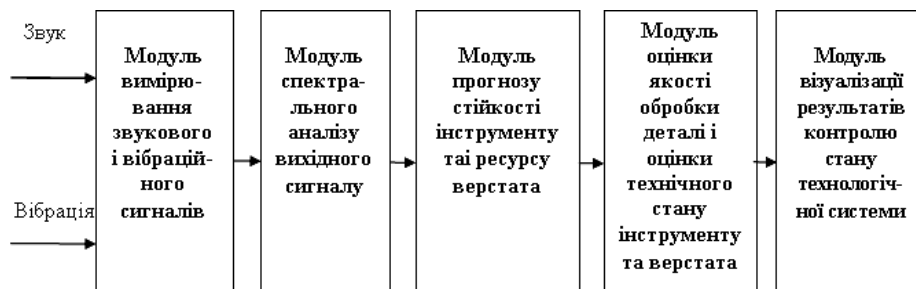 Звук
Вібрація
Модуль
вимірю-
вання
звукового
і вібрацій-
ного
сигналів
Модуль
спектра-
льного
аналізу
вихідного
сигналу
Модуль
прогнозу
стійкості
інструменту
таі ресурсу
верстата
Модуль
оцінки
якості
обробки
деталі і
оцінки
технічного
стану
інструменту
та верстата
Модуль
візуалізації
результатів
контролю
стану
технологіч-
ної системи